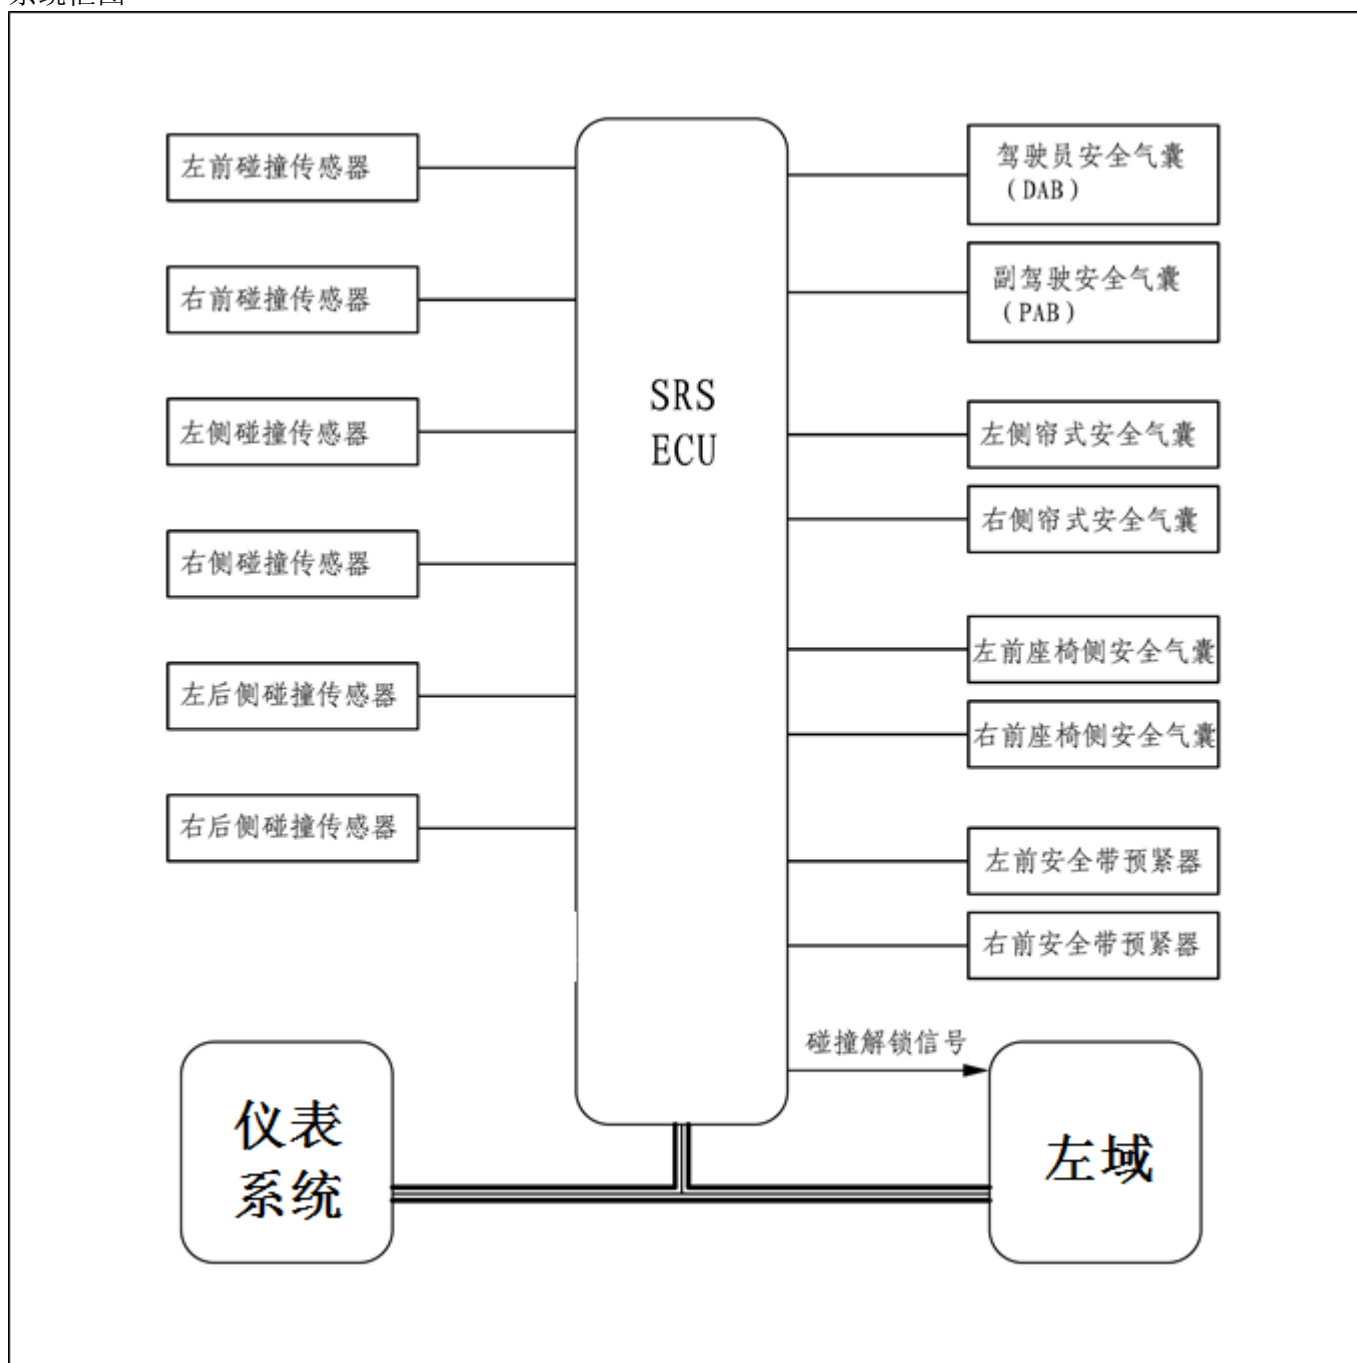 系统框图
左前碰撞传感器
右前碰撞传感器
左侧碰撞传感器
右侧碰撞传感器
左后侧碰撞传感器
右后侧碰撞传感器
SRS
ECU
驾驶员安全气囊
(DAB)
副驾驶安全气囊
(PAB)
左侧帘式安全气囊
右侧帘式安全气囊
左前座椅侧安全气囊
右前座椅侧安全气囊
左前安全带预紧器
右前安全带预紧器
碰撞解锁信号
仪表
系统
左域